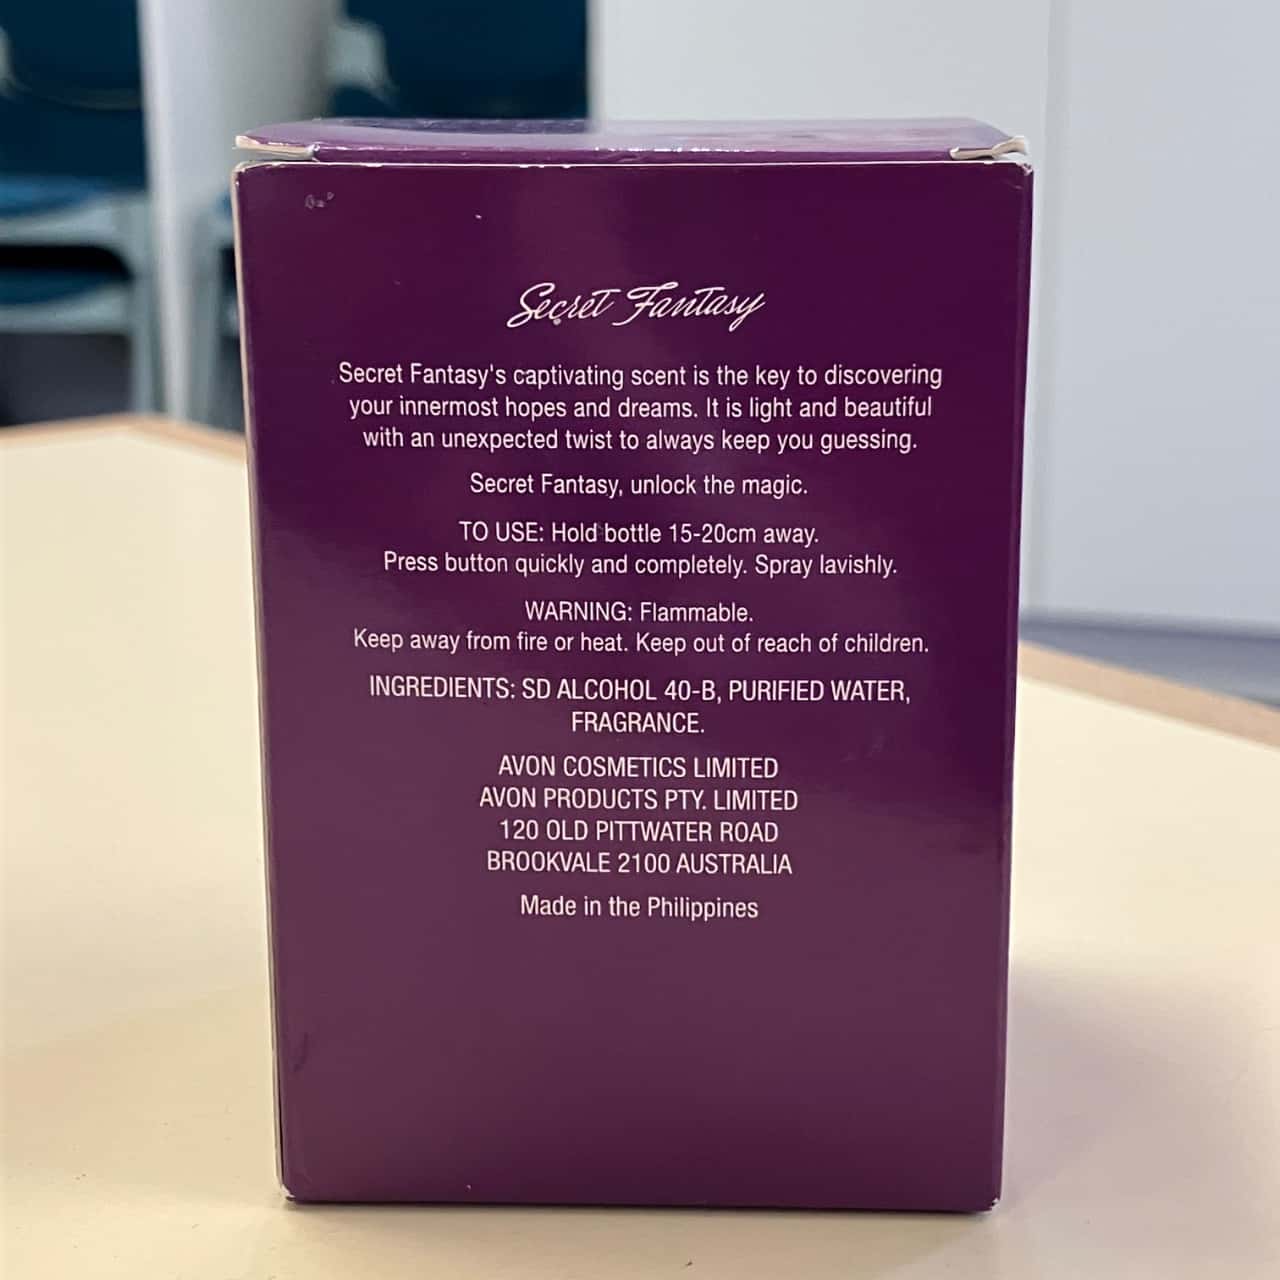 Secret Fantasy
Secret Fantasy's captivating scent is the key to discovering
your innermost hopes and dreams. It is light and beautiful
with an unexpected twist to always keep you guessing.
Secret Fantasy, unlock the magic.
TO USE: Hold bottle 15-20cm away.
Press button quickly and completely. Spray lavishly.
WARNING: Flammable.
Keep away from fire or heat. Keep out of reach of children.
INGREDIENTS: SD ALCOHOL 40-B, PURIFIED WATER,
FRAGRANCE.
AVON COSMETICS LIMITED
AVON PRODUCTS PTY. LIMITED
120 OLD PITTWATER ROAD
BROOKVALE 2100 AUSTRALIA
Made in the Philippines